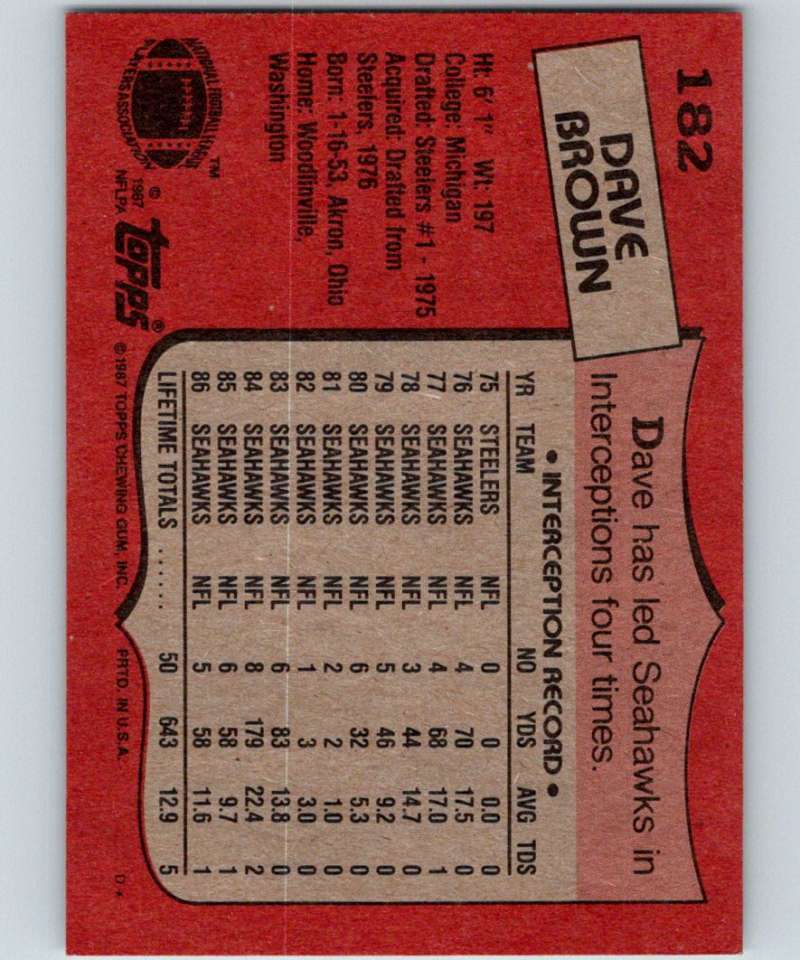 182
DAVE
BROWN
Dave has led Seahawks in
Interceptions four times.
Ht: 6' 1" Wt: 197
College: Michigan
Drafted: Steelers #1 - 1975
Acquired: Drafted from
Steelers, 1976
Born: 1-16-53, Akron, Ohio
Home: Woodinville,
Washington
NATIONAL FOOTBALL LEAGUE
PLAYERS ASSOCIATION
TM
© 1987
NFLPA
topps®
• INTERCEPTION RECORD •
YR TEAM NO YDS AVG TDS
75 STEELERS NFL 0 0 0.0 0
76 SEAHAWKS NFL 4 70 17.5 0
77 SEAHAWKS NFL 4 68 17.0 1
78 SEAHAWKS NFL 3 44 14.7 0
79 SEAHAWKS NFL 5 46 9.2 0
80 SEAHAWKS NFL 6 32 5.3 0
81 SEAHAWKS NFL 2 2 1.0 0
82 SEAHAWKS NFL 1 3 3.0 0
83 SEAHAWKS NFL 6 83 13.8 0
84 SEAHAWKS NFL 8 179 22.4 2
85 SEAHAWKS NFL 6 58 9.7 1
86 SEAHAWKS NFL 5 58 11.6 1
LIFETIME TOTALS ...... 50 643 12.9 5
© 1987 TOPPS CHEWING GUM, INC. PRTD. IN U.S.A. D*